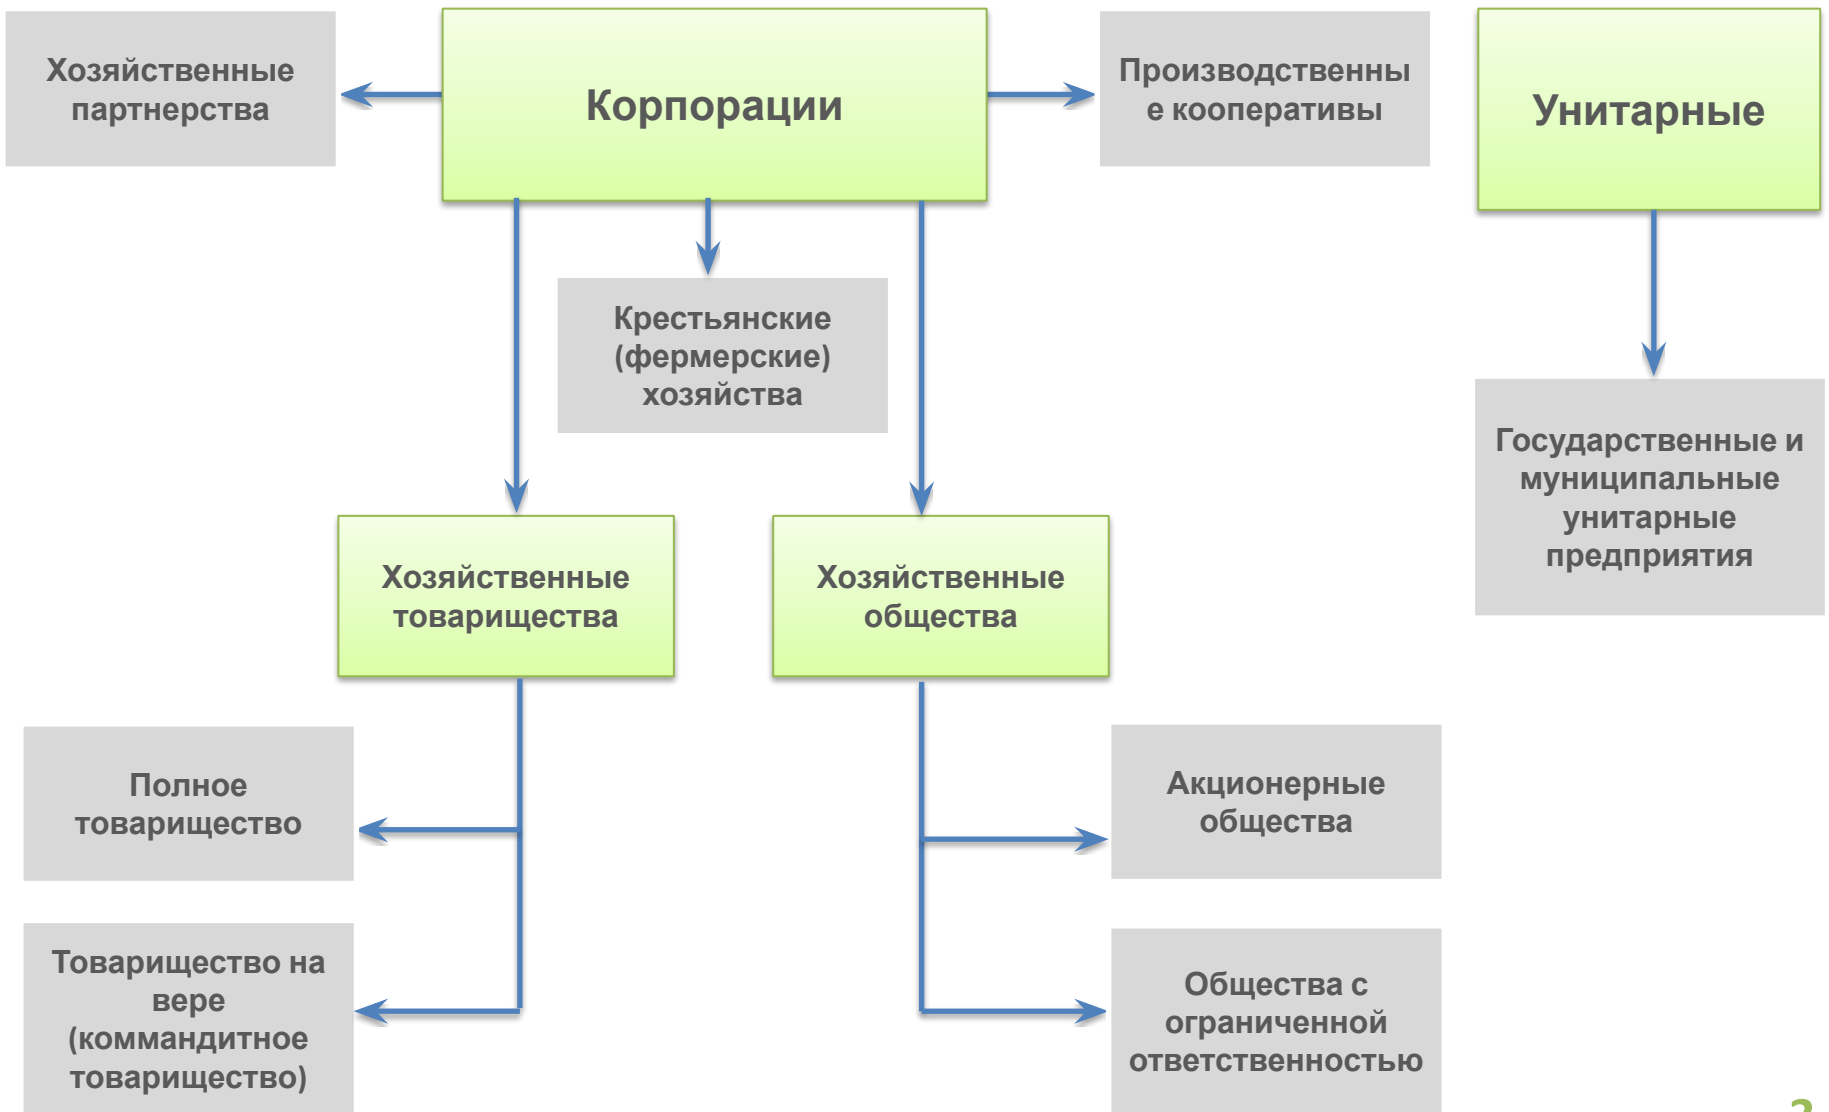 Хозяйственные
партнерства
Корпорации
Производственны
е кооперативы
Унитарные
Крестьянские
(фермерские)
хозяйства
Государственные и
муниципальные
унитарные
предприятия
Хозяйственные
товарищества
Хозяйственные
общества
Полное
товарищество
Акционерные
общества
Товарищество на
вере
(коммандитное
товарищество)
Общества с
ограниченной
ответственностью